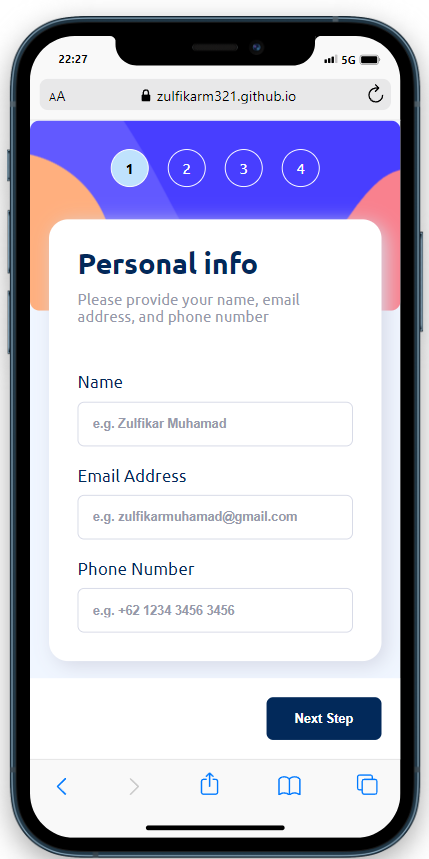 22:27 5G
AA zulfikarm321.github.io
1 2 3 4
Personal info
Please provide your name, email
address, and phone number
Name
e.g. Zulfikar Muhamad
Email Address
e.g. zulfikarmuhamad@gmail.com
Phone Number
e.g. +62 1234 3456 3456
Next Step